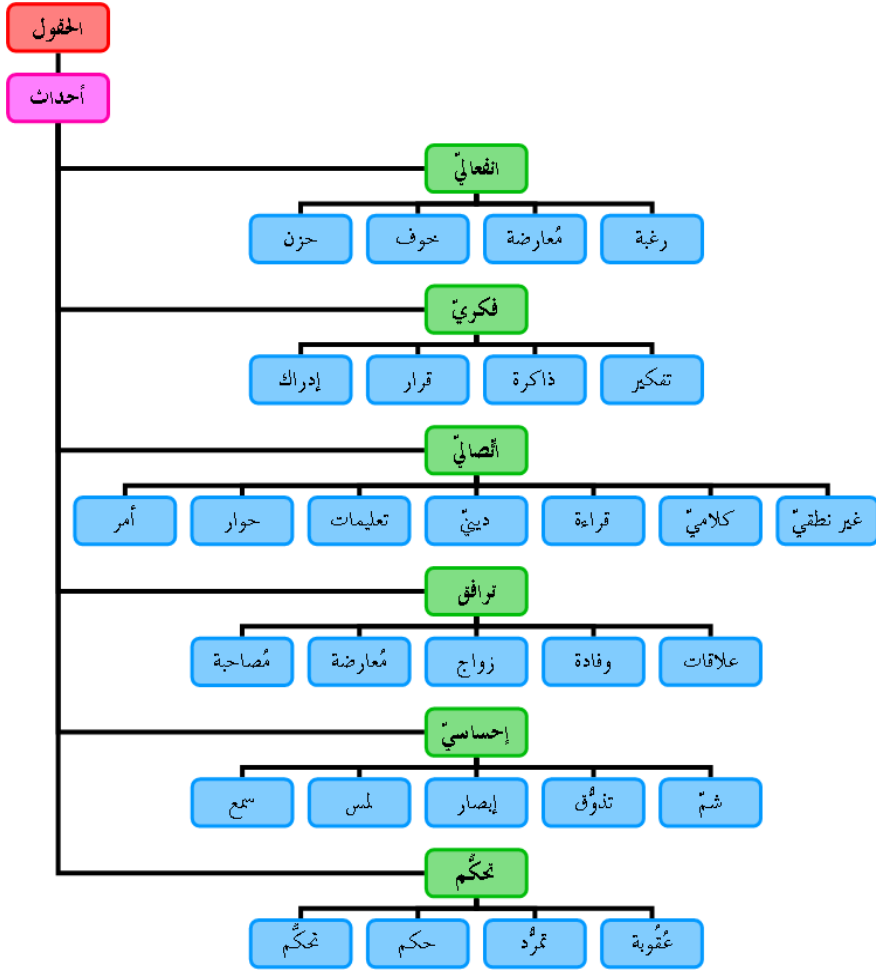 الحقول
أحداث
انفعاليّ
رغبة
مُعارضة
خوف
حزن
فكريّ
تفكير
ذاكرة
قرار
إدراك
اتّصاليّ
غير نطقيّ
كلاميّ
قراءة
دينيّ
تعليمات
حوار
أمر
ترافق
علاقات
وفادة
زواج
مُعارضة
مُصاحبة
إحساسيّ
شمّ
تذوُّق
إبصار
لمس
سمع
تحكُّم
عُقُوبة
تمرُّد
حكم
تحكُّم